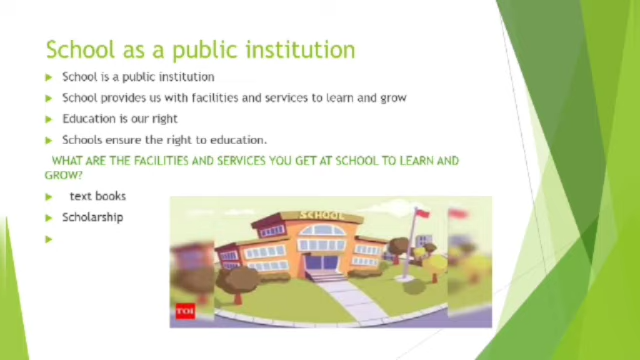 School as a public institution
School is a public institution
School provides us with facilities and services to learn and grow
Education is our right
Schools ensure the right to education.
WHAT ARE THE FACILITIES AND SERVICES YOU GET AT SCHOOL TO LEARN AND
GROW?
text books
Scholarship
SCHOOL
TOI